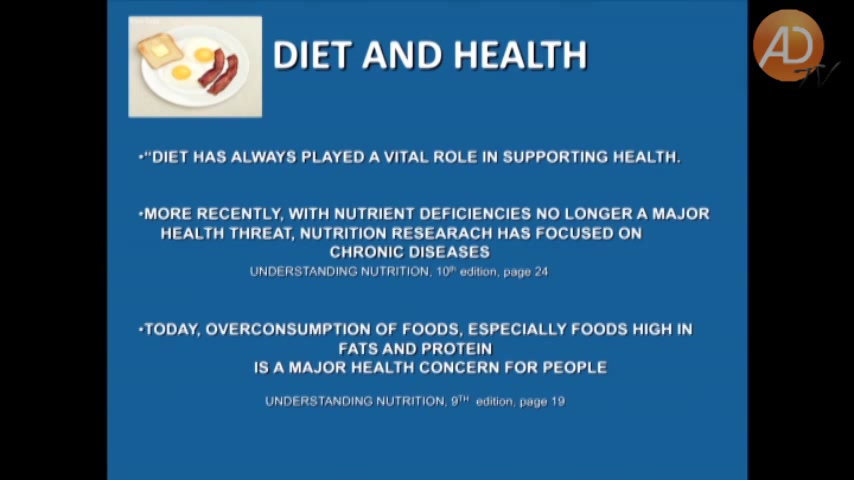 DIET AND HEALTH
AD
TV
•"DIET HAS ALWAYS PLAYED A VITAL ROLE IN SUPPORTING HEALTH.
•MORE RECENTLY, WITH NUTRIENT DEFICIENCIES NO LONGER A MAJOR
HEALTH THREAT, NUTRITION RESEARACH HAS FOCUSED ON
CHRONIC DISEASES
UNDERSTANDING NUTRITION, 10th edition, page 24
•TODAY, OVERCONSUMPTION OF FOODS, ESPECIALLY FOODS HIGH IN
FATS AND PROTEIN
IS A MAJOR HEALTH CONCERN FOR PEOPLE
UNDERSTANDING NUTRITION, 9TH edition, page 19